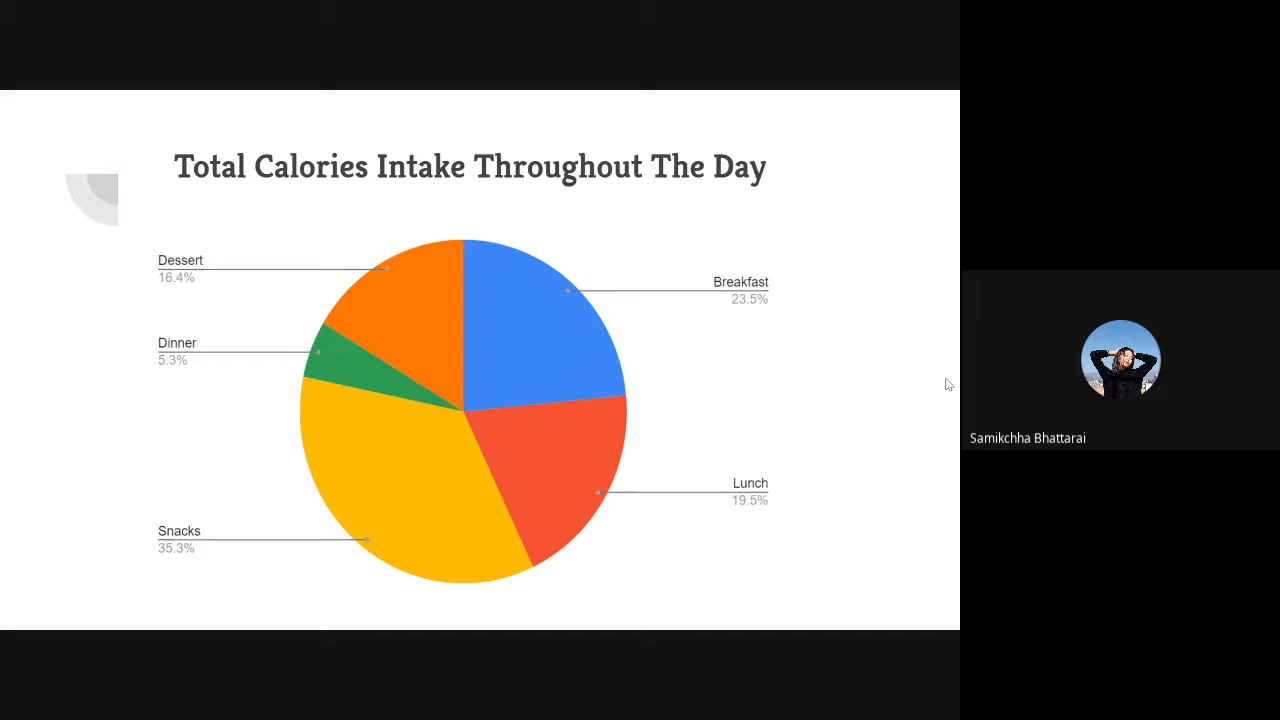 Total Calories Intake Throughout The Day
Dessert
16.4%
Breakfast
23.5%
Dinner
5.3%
Samikchha Bhattarai
Lunch
19.5%
Snacks
35.3%